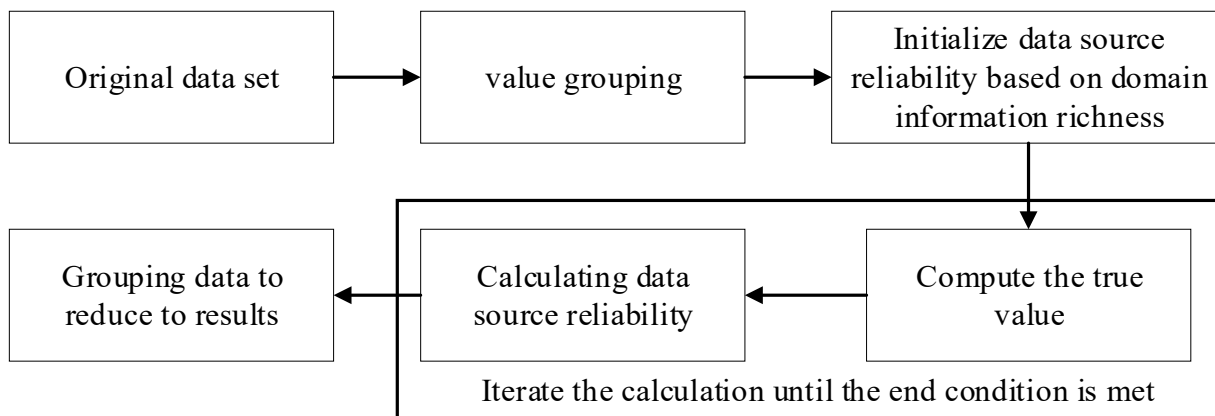 Original data set
value grouping
Initialize data source
reliability based on domain
information richness
Grouping data to
reduce to results
Calculating data
source reliability
Compute the true
value
Iterate the calculation until the end condition is met